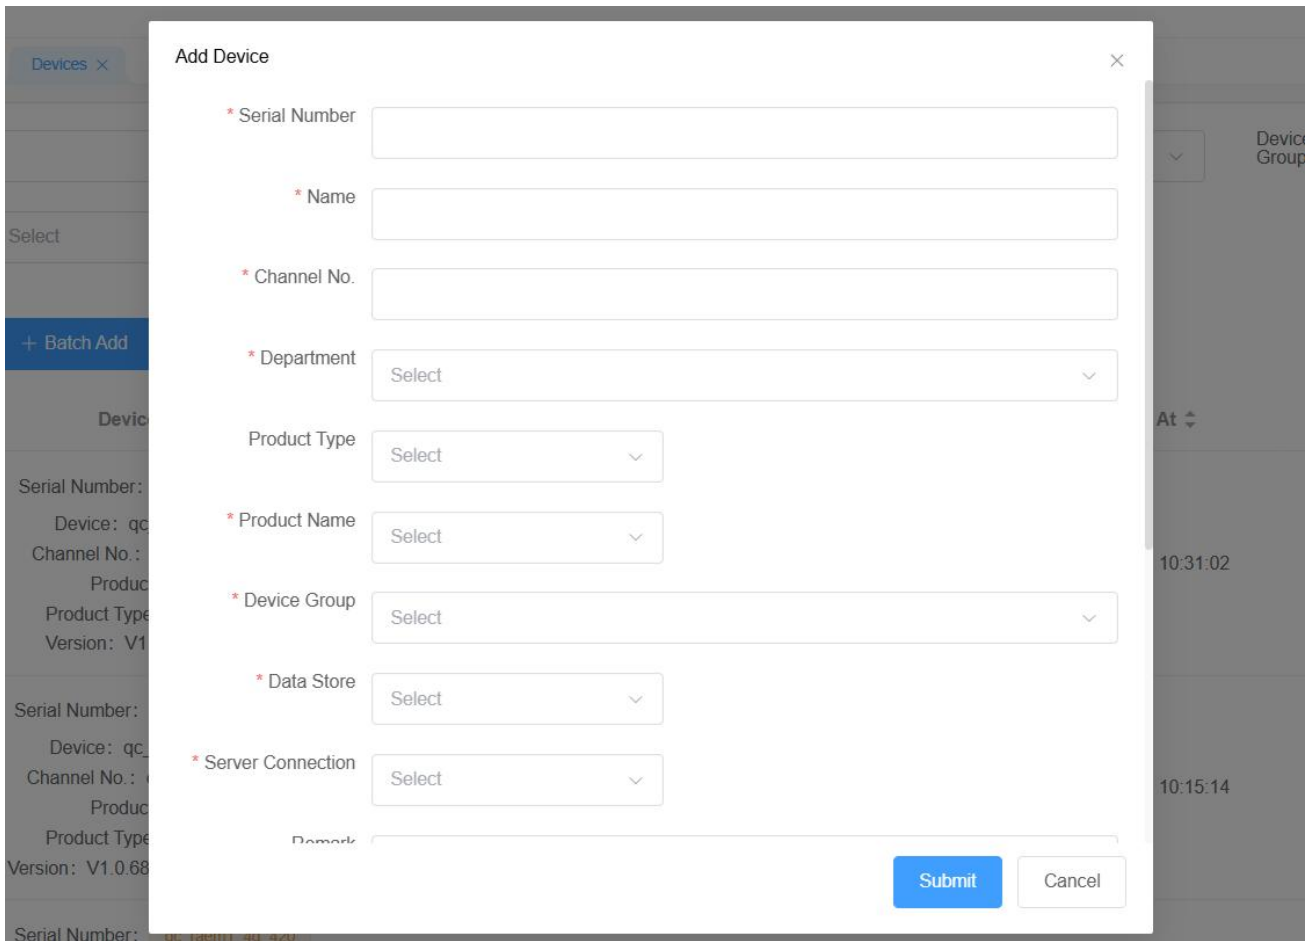 Add Device
Devices
* Serial Number
Device
Group
* Name
Select
* Channel No.
+ Batch Add
* Department
Select
At
Product Type
Select
Serial Number:
* Product Name
Select
Device: qc
Channel No.:
10:31:02
* Device Group
Select
Product Type
Version: V1
* Data Store
Select
Serial Number:
Device: qc_
* Server Connection
Select
Channel No.:
10:15:14
Product Type
Remark
Version: V1.0.68
Submit
Cancel
Serial Number: